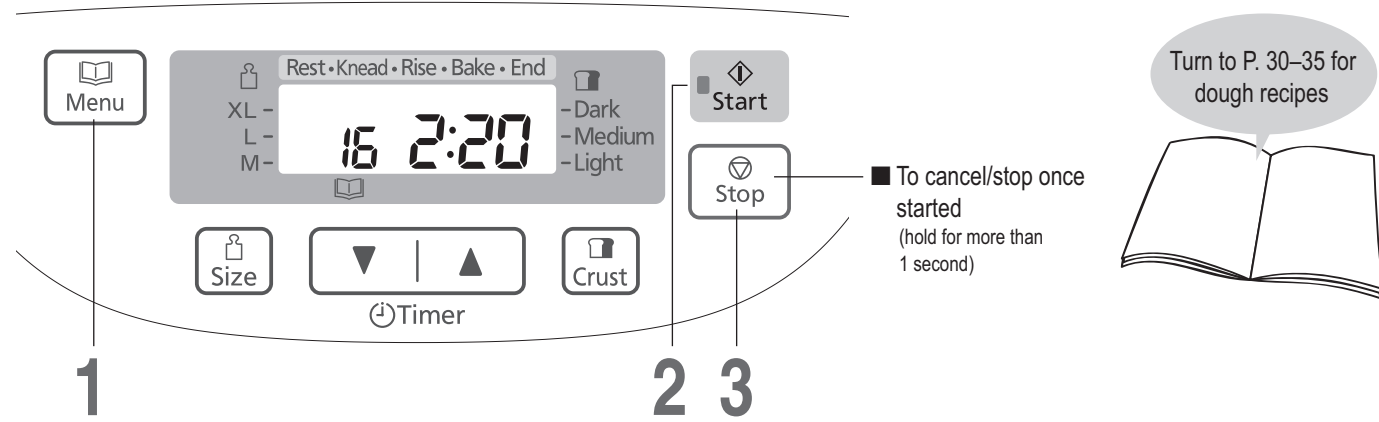 Menu
Rest • Knead • Rise • Bake • End
XL –
L –
M –
16 2:20
– Dark
– Medium
– Light
Start
Stop
Size
Timer
Crust
■ To cancel/stop once
started
(hold for more than
1 second)
Turn to P. 30–35 for
dough recipes
1
2
3